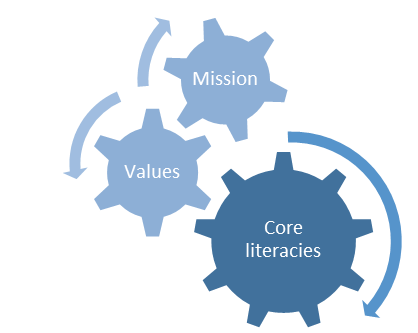 Mission
Values
Core
literacies